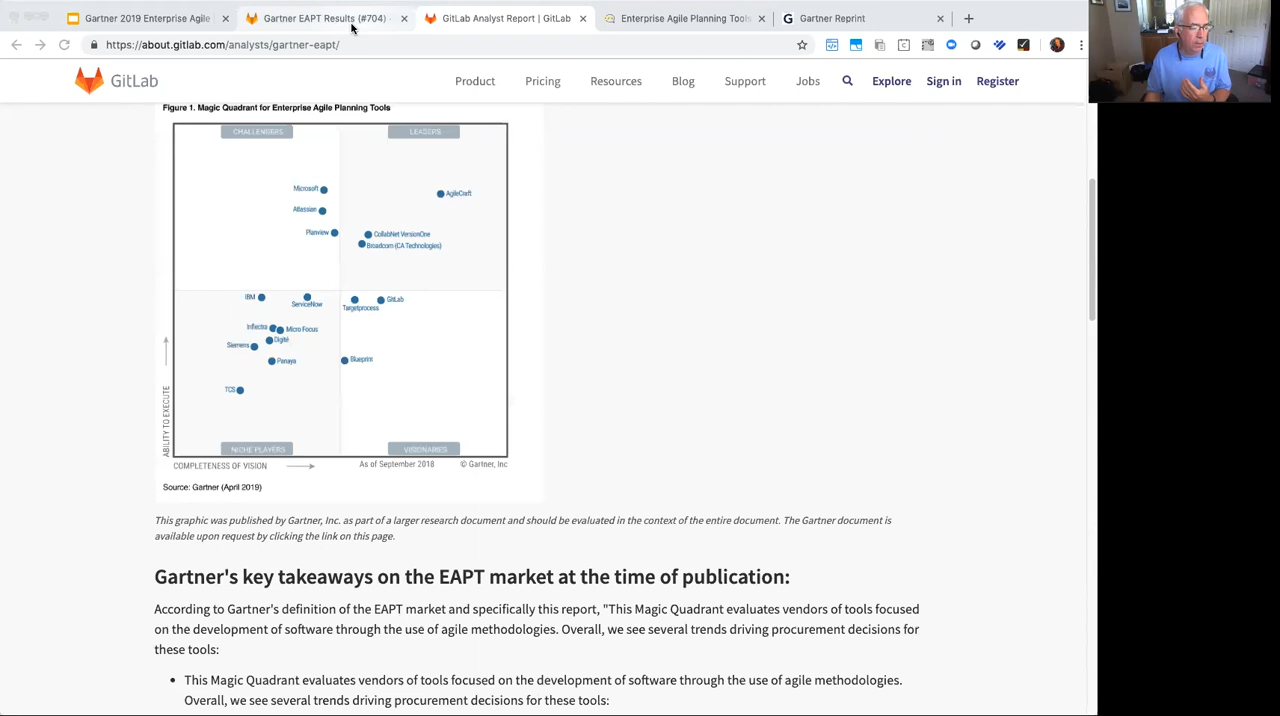 Gartner 2019 Enterprise Agile
Gartner EAPT Results (#704)
GitLab Analyst Report | GitLab
Enterprise Agile Planning Tools
Gartner Reprint
https://about.gitlab.com/analysts/gartner-eapt/
GitLab
Product
Pricing
Resources
Blog
Support
Jobs
Explore
Sign in
Register
Figure 1. Magic Quadrant for Enterprise Agile Planning Tools
CHALLENGERS
LEADERS
Microsoft
AgileCraft
Atlassian
Planview
CollabNet VersionOne
Broadcom (CA Technologies)
IBM
ServiceNow
GitLab
Targetprocess
Inflectra
Micro Focus
Digité
Siemens
Panaya
Blueprint
TCS
ABILITY TO EXECUTE
NICHE PLAYERS
VISIONARIES
COMPLETENESS OF VISION
As of September 2018
© Gartner, Inc
Source: Gartner (April 2019)
This graphic was published by Gartner, Inc. as part of a larger research document and should be evaluated in the context of the entire document. The Gartner document is
available upon request by clicking the link on this page.
Gartner's key takeaways on the EAPT market at the time of publication:
According to Gartner's definition of the EAPT market and specifically this report, "This Magic Quadrant evaluates vendors of tools focused
on the development of software through the use of agile methodologies. Overall, we see several trends driving procurement decisions for
these tools:
• This Magic Quadrant evaluates vendors of tools focused on the development of software through the use of agile methodologies.
Overall, we see several trends driving procurement decisions for these tools: